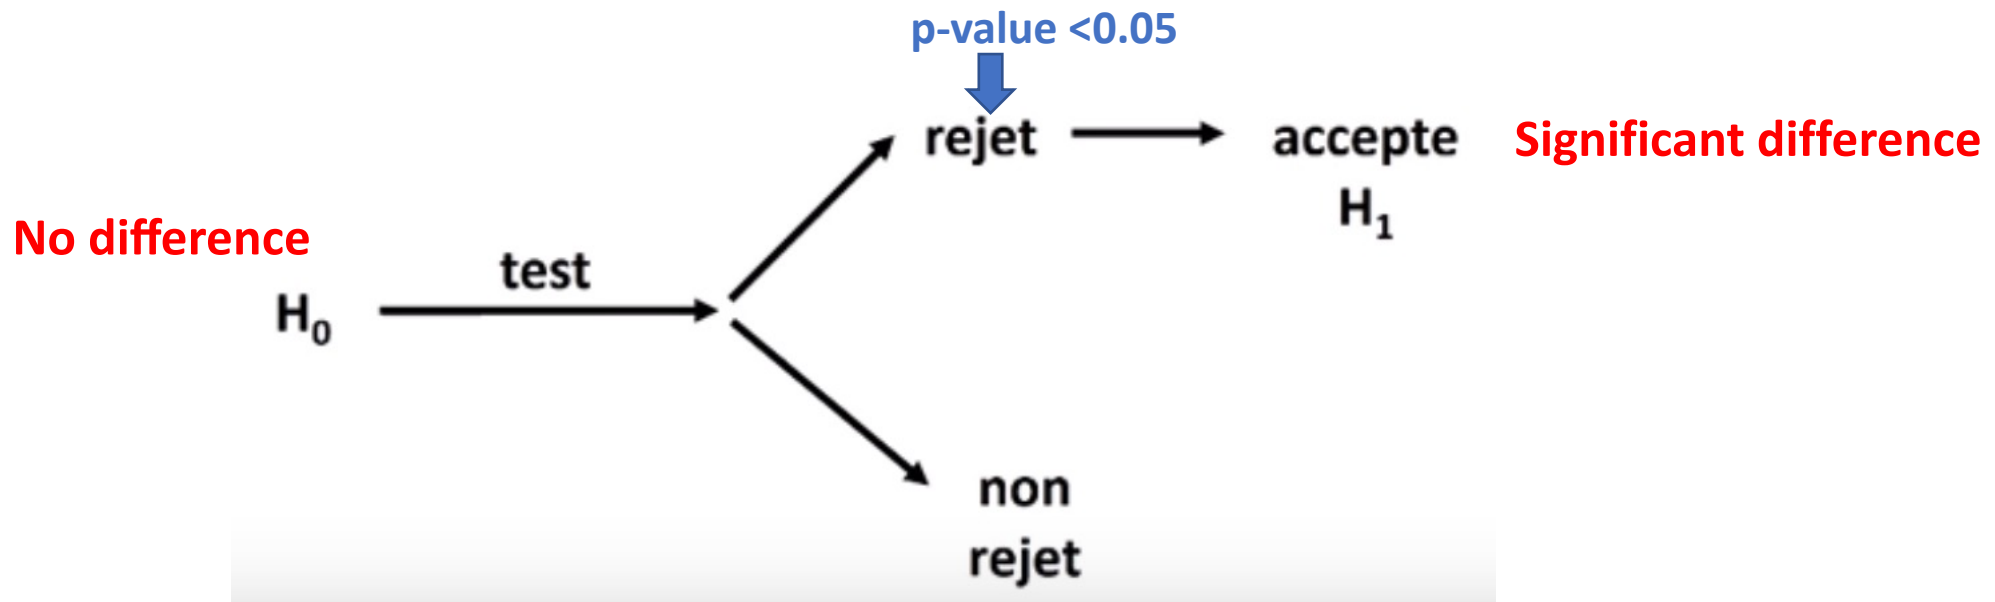 p-value <0.05
rejet
accepte
H₁
Significant difference
No difference
H₀
test
non
rejet